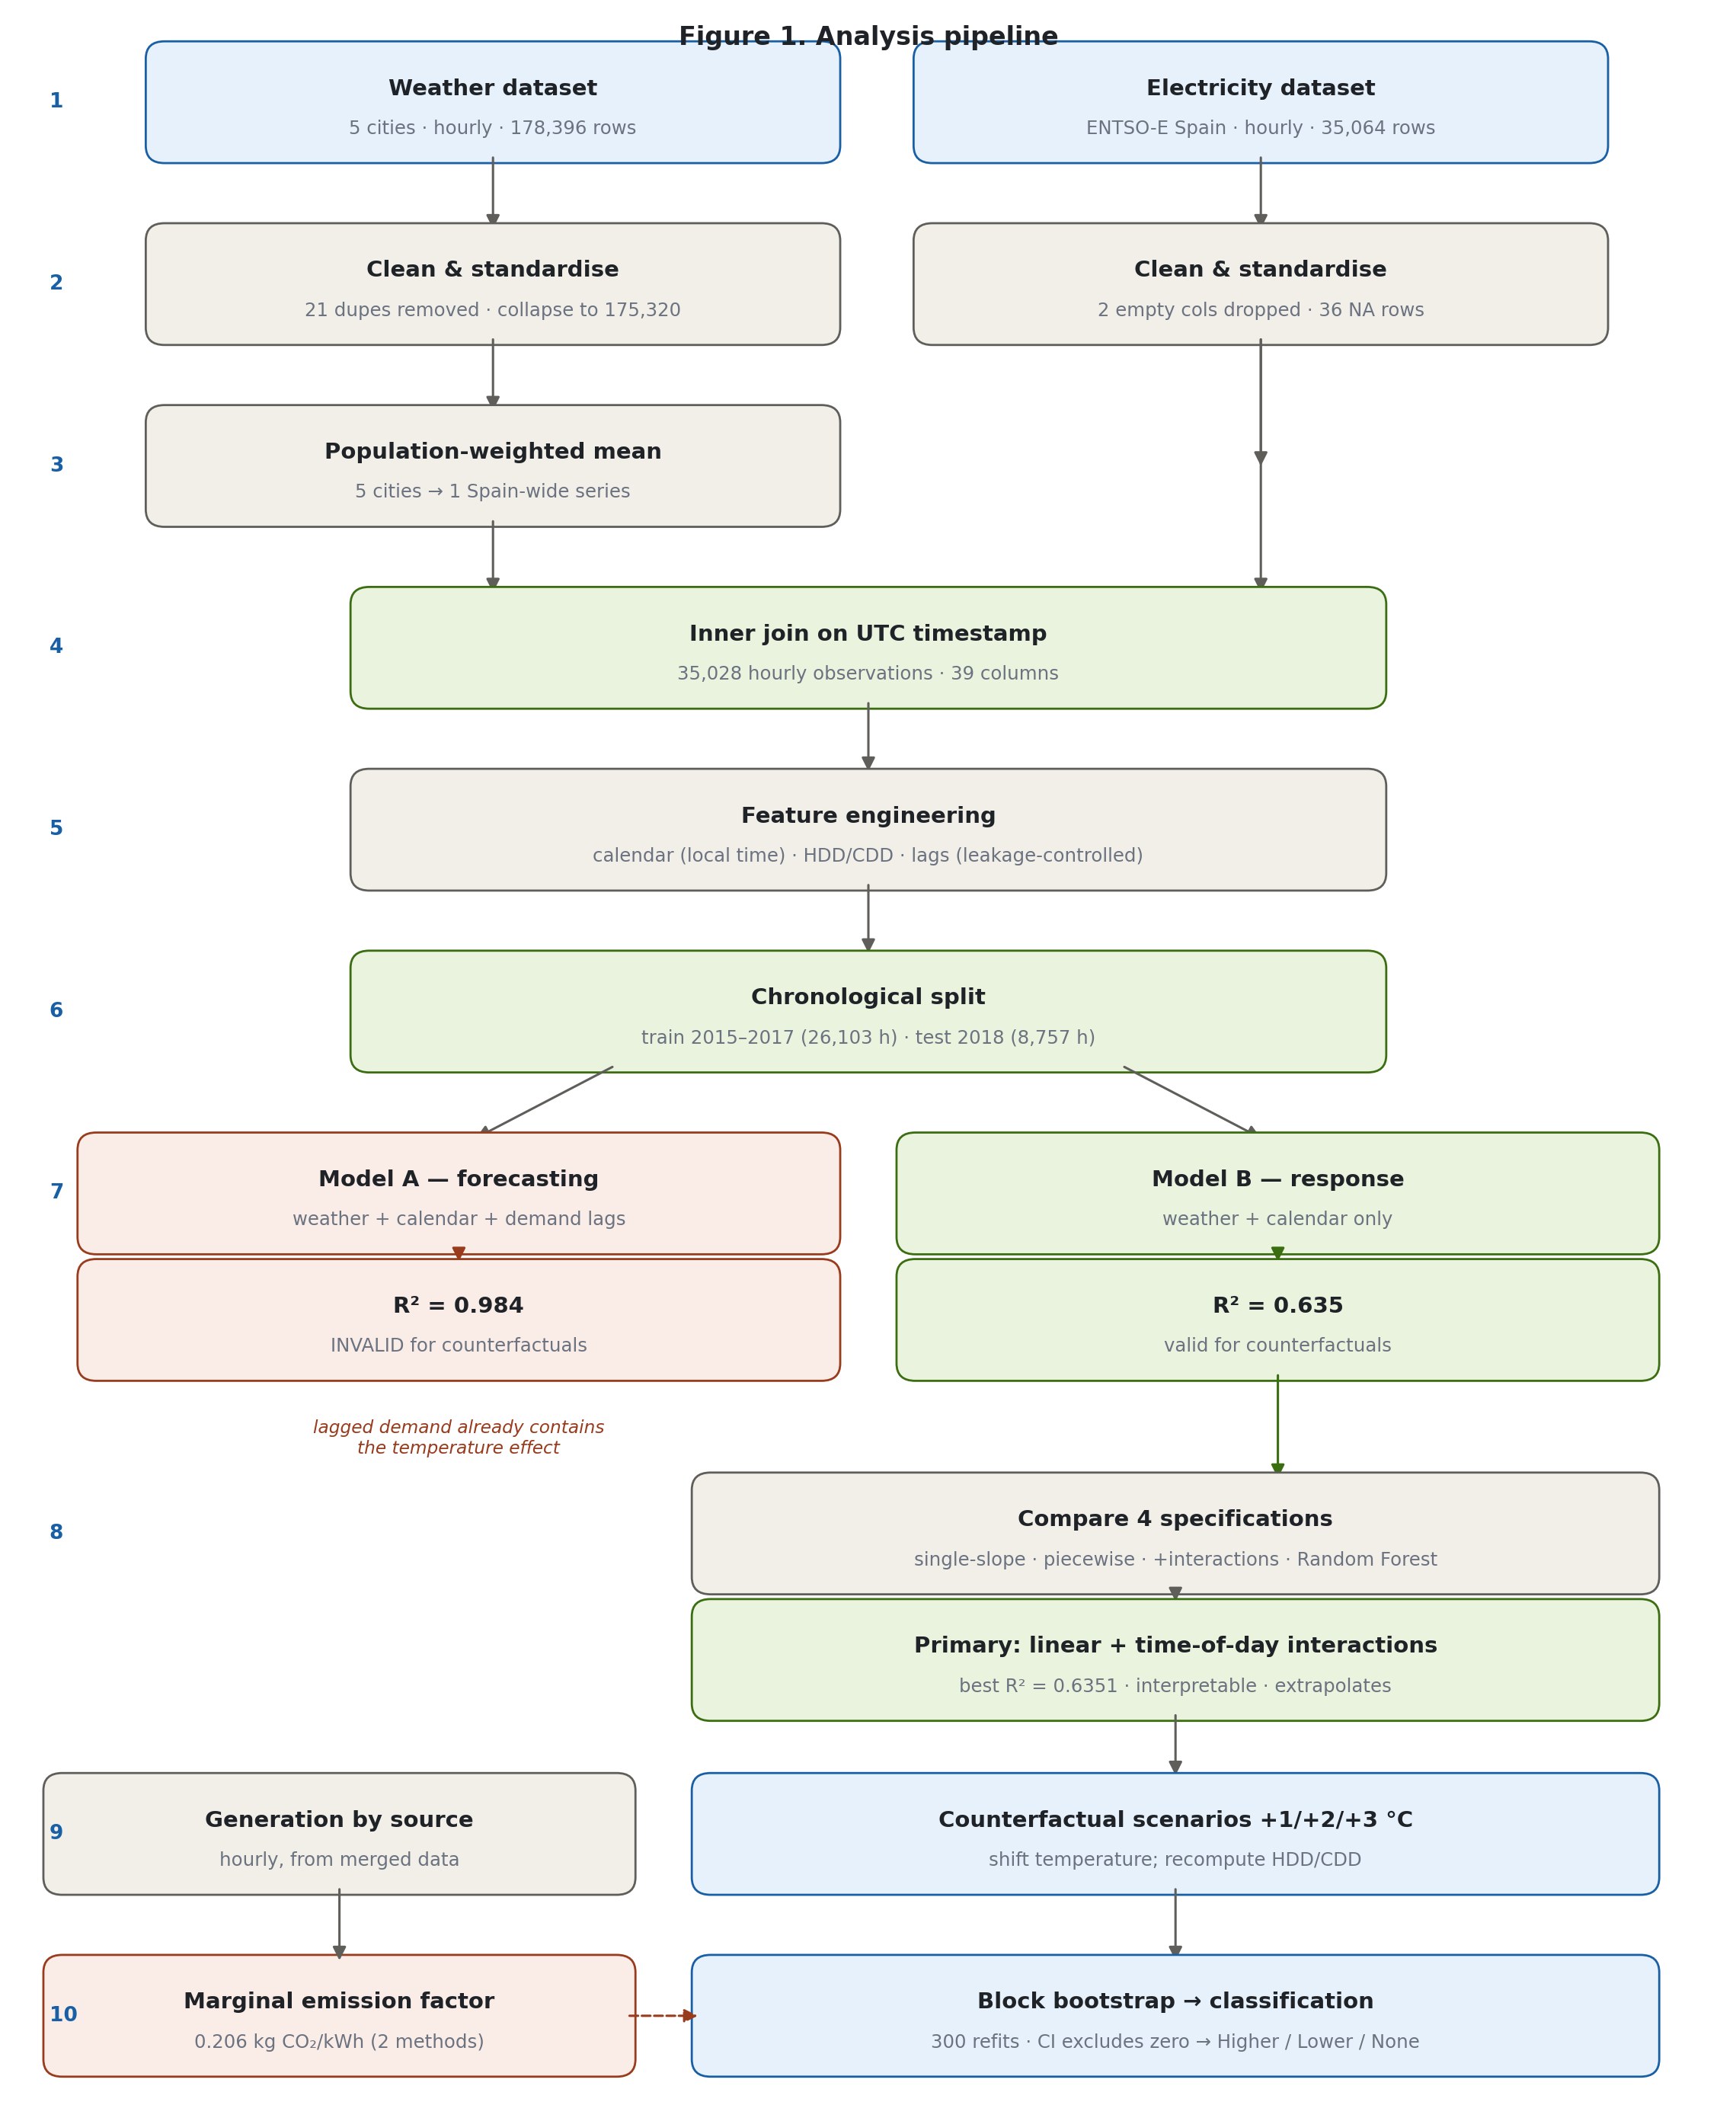 Figure 1. Analysis pipeline
1
Weather dataset
5 cities · hourly · 178,396 rows
Electricity dataset
ENTSO-E Spain · hourly · 35,064 rows
2
Clean & standardise
21 dupes removed · collapse to 175,320
Clean & standardise
2 empty cols dropped · 36 NA rows
3
Population-weighted mean
5 cities → 1 Spain-wide series
4
Inner join on UTC timestamp
35,028 hourly observations · 39 columns
5
Feature engineering
calendar (local time) · HDD/CDD · lags (leakage-controlled)
6
Chronological split
train 2015–2017 (26,103 h) · test 2018 (8,757 h)
7
Model A — forecasting
weather + calendar + demand lags
Model B — response
weather + calendar only
R² = 0.984
INVALID for counterfactuals
R² = 0.635
valid for counterfactuals
lagged demand already contains
the temperature effect
8
Compare 4 specifications
single-slope · piecewise · +interactions · Random Forest
Primary: linear + time-of-day interactions
best R² = 0.6351 · interpretable · extrapolates
9
Generation by source
hourly, from merged data
Counterfactual scenarios +1/+2/+3 °C
shift temperature; recompute HDD/CDD
10
Marginal emission factor
0.206 kg CO₂/kWh (2 methods)
Block bootstrap → classification
300 refits · CI excludes zero → Higher / Lower / None